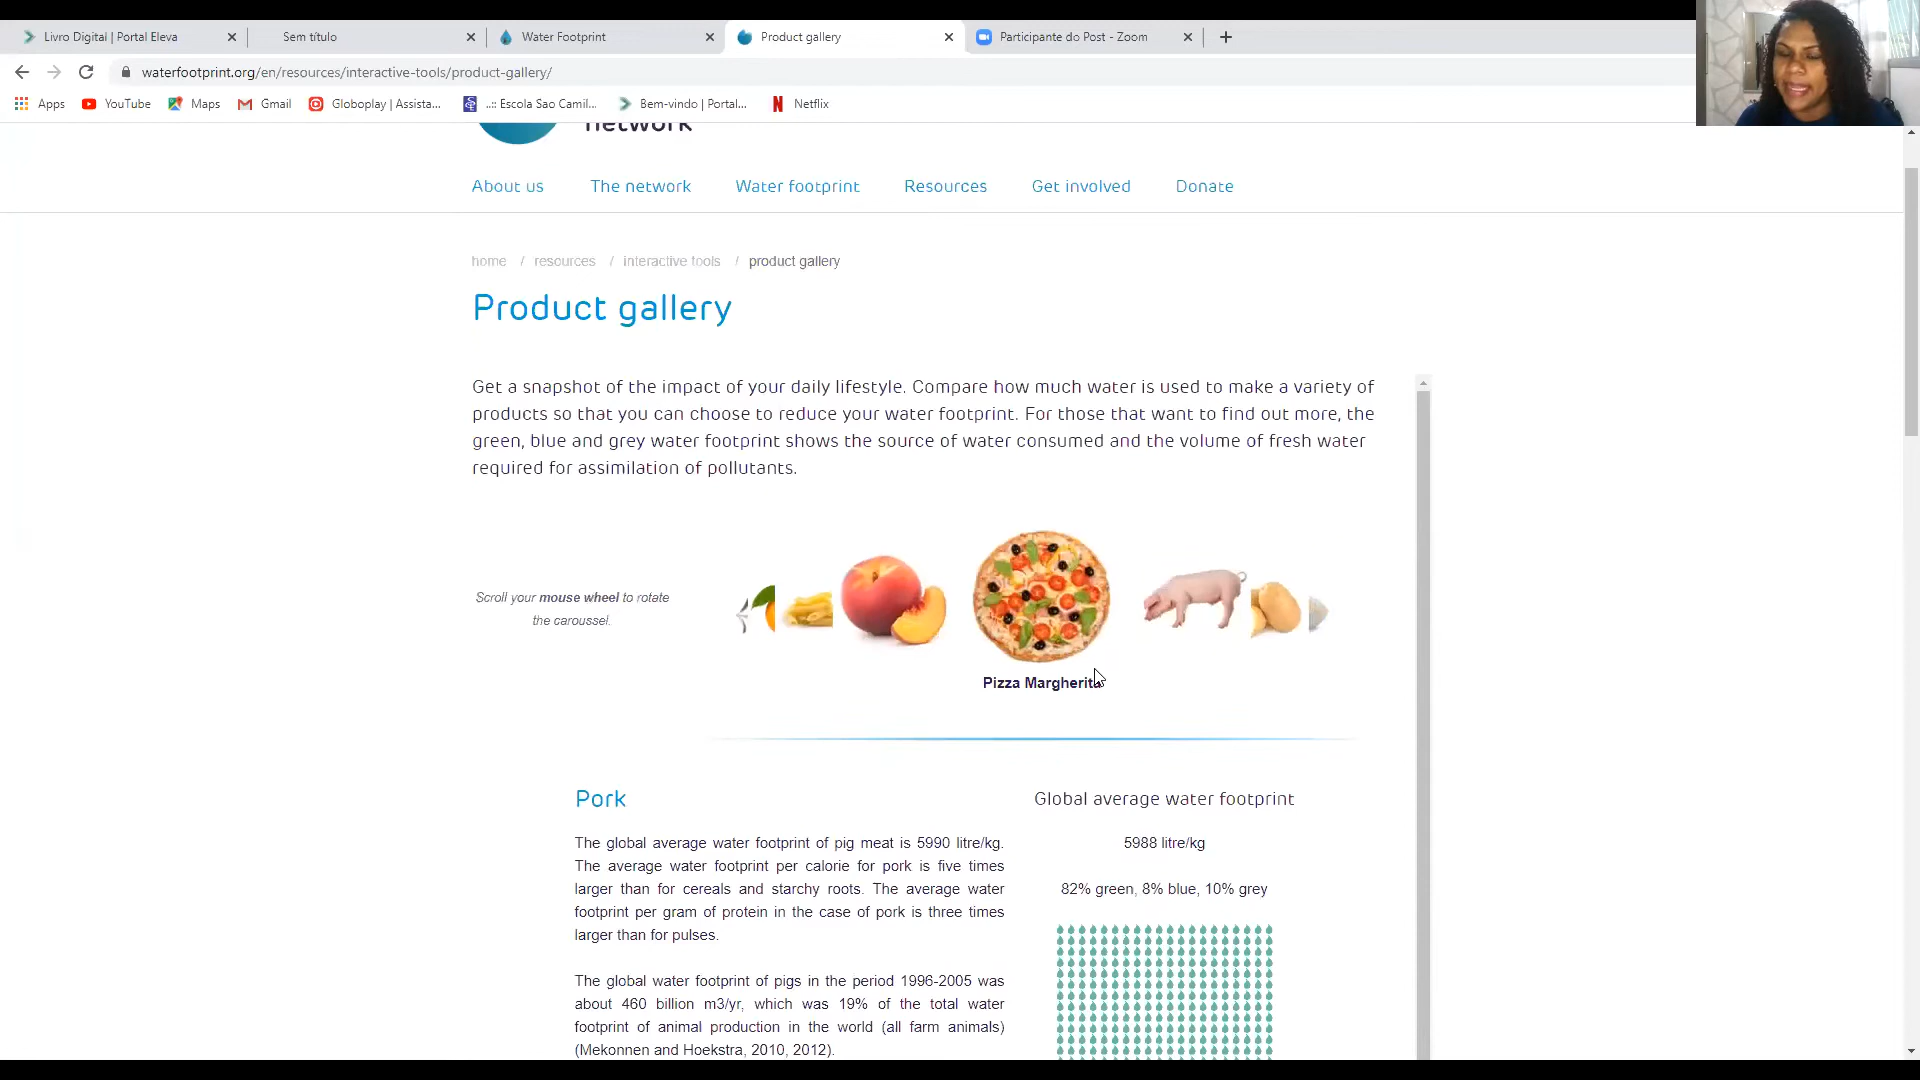 Livro Digital | Portal Eleva
Sem título
Water Footprint
Product gallery
Participante do Post - Zoom
waterfootprint.org/en/resources/interactive-tools/product-gallery/
Apps YouTube Maps Gmail Globoplay | Assista... ..:: Escola Sao Camil... Bem-vindo | Portal... Netflix
network
About us The network Water footprint Resources Get involved Donate
home / resources / interactive tools / product gallery
Product gallery
Get a snapshot of the impact of your daily lifestyle. Compare how much water is used to make a variety of
products so that you can choose to reduce your water footprint. For those that want to find out more, the
green, blue and grey water footprint shows the source of water consumed and the volume of fresh water
required for assimilation of pollutants.
Scroll your mouse wheel to rotate
the caroussel.
Pizza Margherita
Pork
The global average water footprint of pig meat is 5990 litre/kg.
The average water footprint per calorie for pork is five times
larger than for cereals and starchy roots. The average water
footprint per gram of protein in the case of pork is three times
larger than for pulses.
The global water footprint of pigs in the period 1996-2005 was
about 460 billion m3/yr, which was 19% of the total water
footprint of animal production in the world (all farm animals)
(Mekonnen and Hoekstra, 2010, 2012).
Global average water footprint
5988 litre/kg
82% green, 8% blue, 10% grey